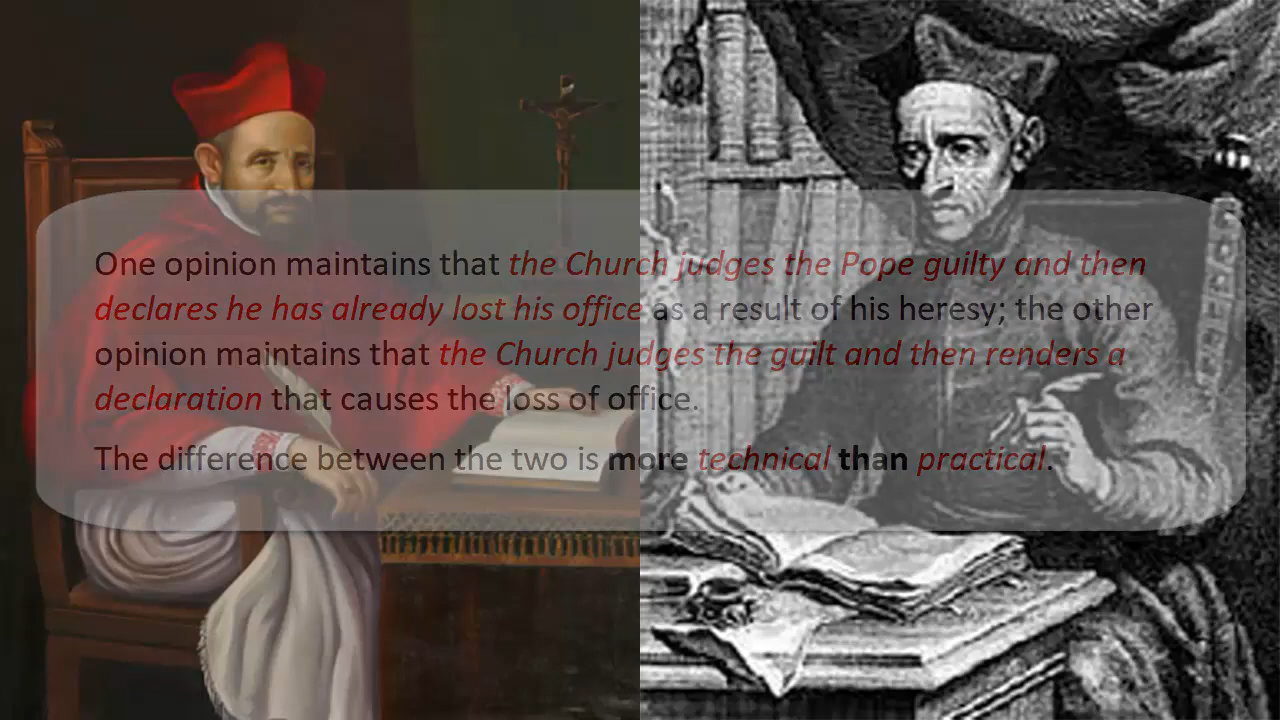 One opinion maintains that the Church judges the Pope guilty and then
declares he has already lost his office as a result of his heresy; the other
opinion maintains that the Church judges the guilt and then renders a
declaration that causes the loss of office.
The difference between the two is more technical than practical.